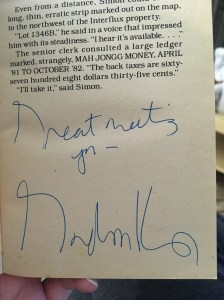 Even from a distance, Simon could
long, thin, erratic strip marked out on the map,
to the northwest of the Interflux property.
"Lot 1346B," he said in a voice that impressed
him with its steadiness. "I hear it's available. . . ."
The senior clerk consulted a large ledger
marked, strangely, MAH JONGG MONEY, APRIL
'81 TO OCTOBER '82. "The back taxes are sixty-
seven hundred eight dollars thirty-five cents."
"I'll take it," said Simon.
Great meeting
you –
Gordon K